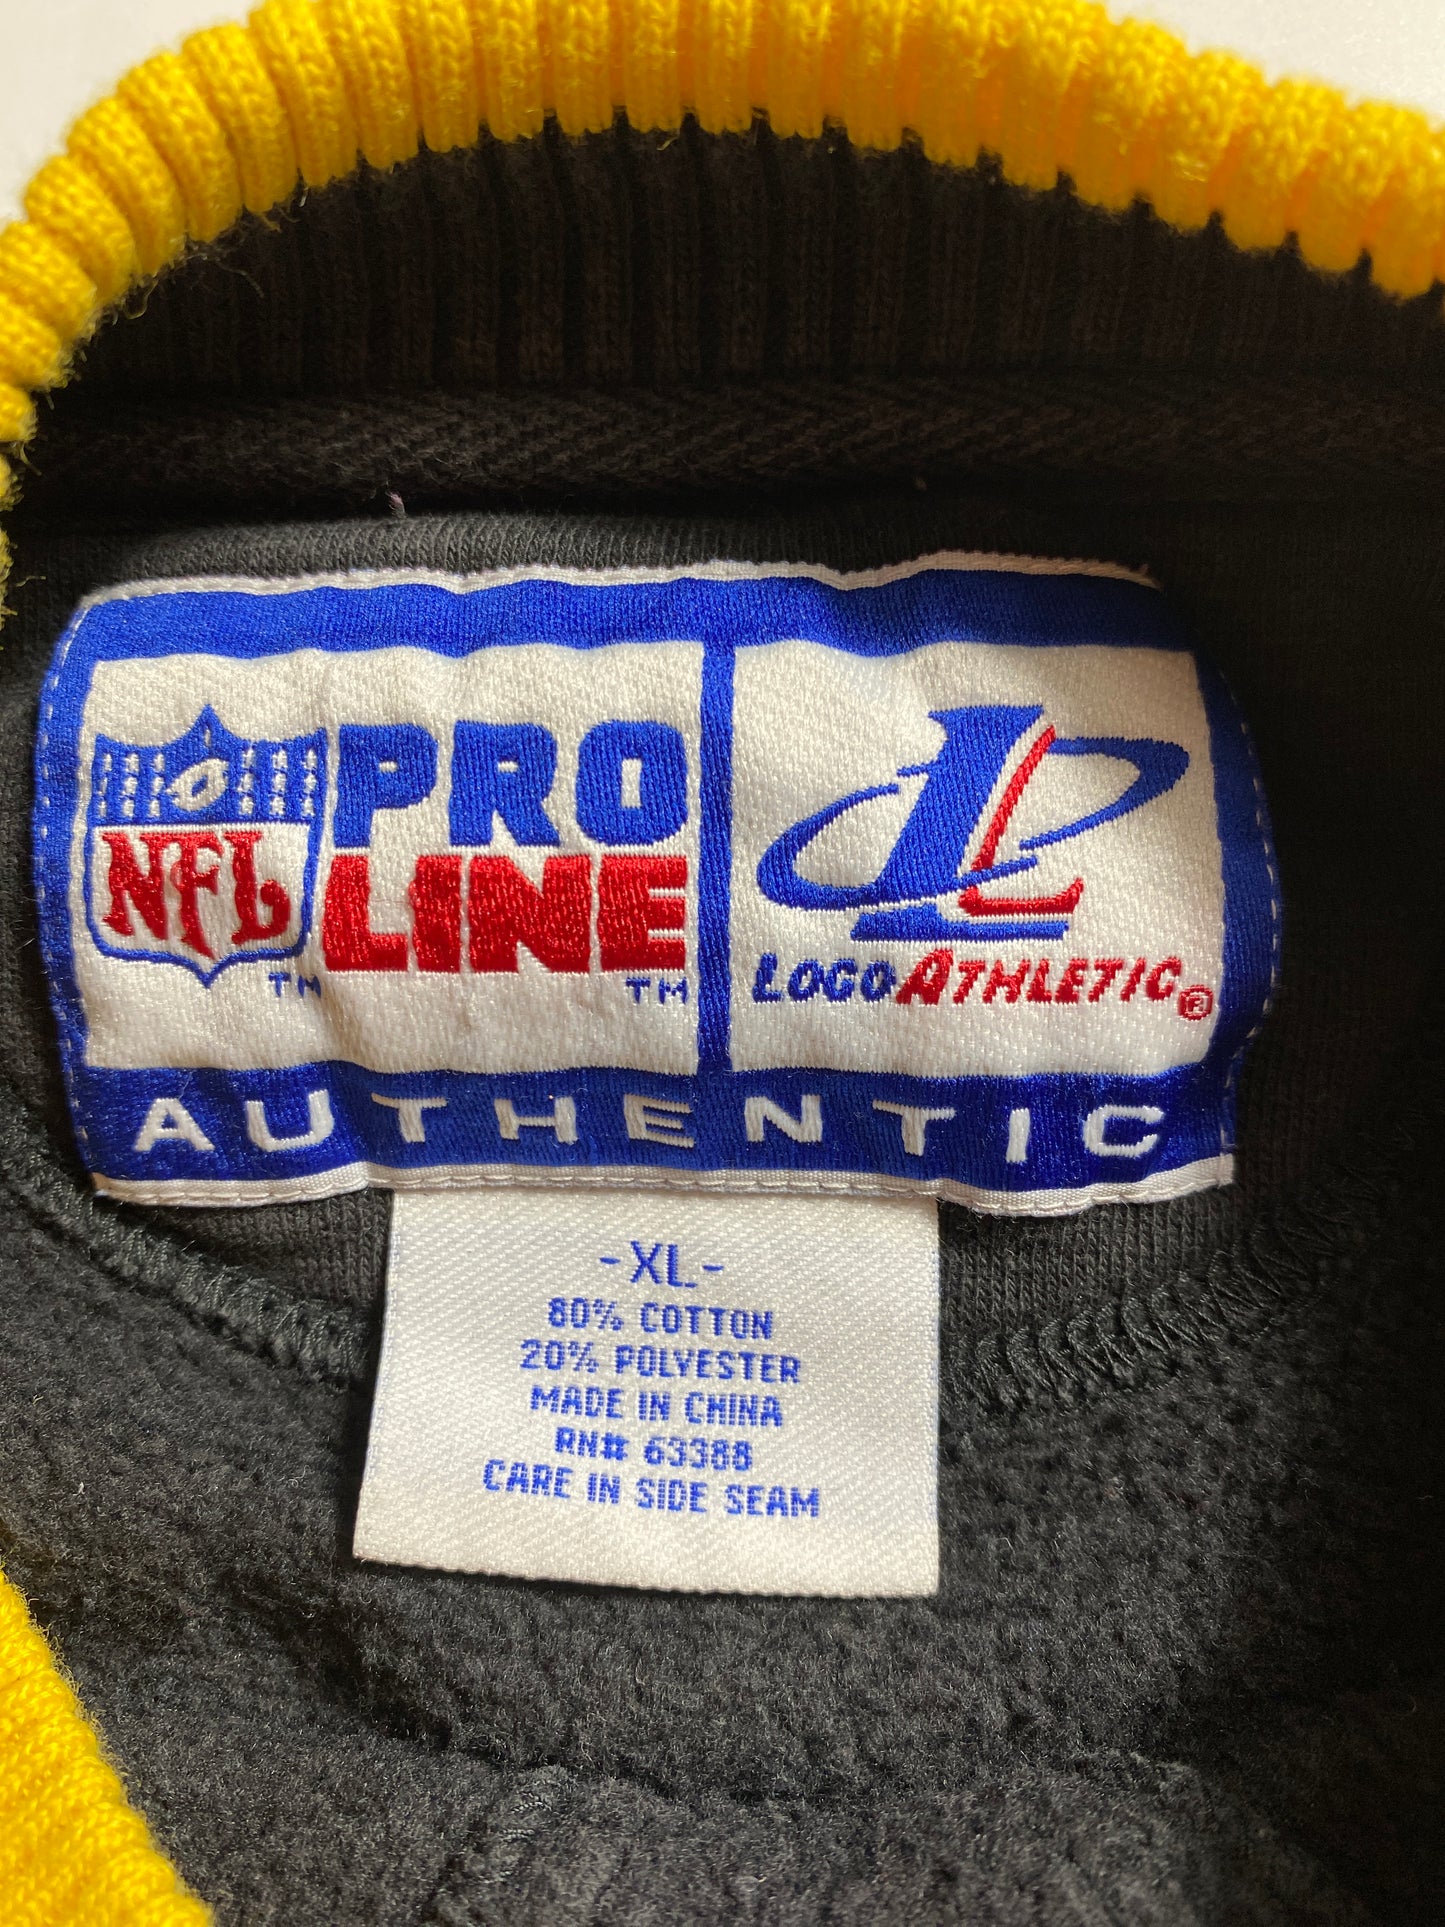 NFL
TM
PRO
LINE
TM
LOGO ATHLETIC ®
AUTHENTIC
-XL-
80% COTTON
20% POLYESTER
MADE IN CHINA
RN# 63388
CARE IN SIDE SEAM